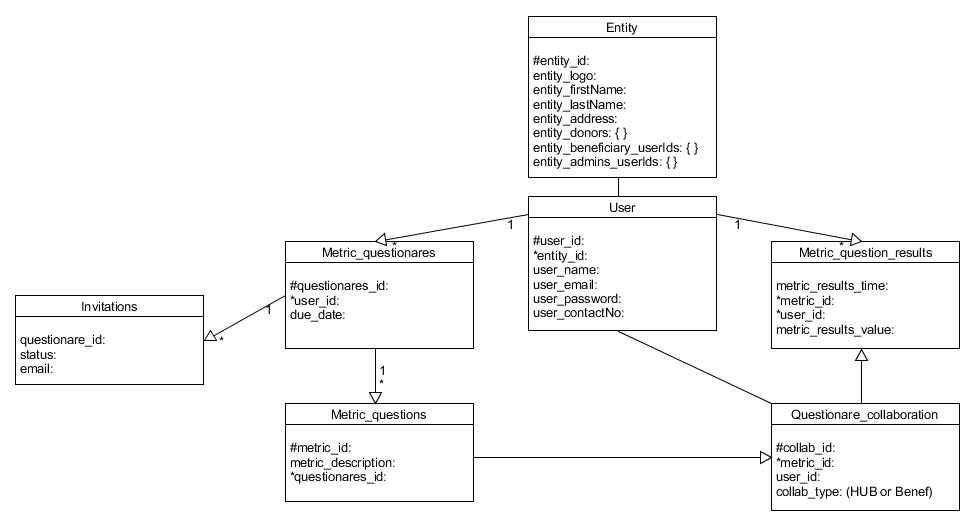 Entity
#entity_id:
entity_logo:
entity_firstName:
entity_lastName:
entity_address:
entity_donors: { }
entity_beneficiary_userIds: { }
entity_admins_userIds: { }
User
#user_id:
*entity_id:
user_name:
user_email:
user_password:
user_contactNo:
1
*
1
*
Metric_questionares
#questionares_id:
*user_id:
due_date:
Metric_question_results
metric_results_time:
*metric_id:
*user_id:
metric_results_value:
1
*
Invitations
questionare_id:
status:
email:
1
*
Metric_questions
#metric_id:
metric_description:
*questionares_id:
Questionare_collaboration
#collab_id:
*metric_id:
user_id:
collab_type: (HUB or Benef)